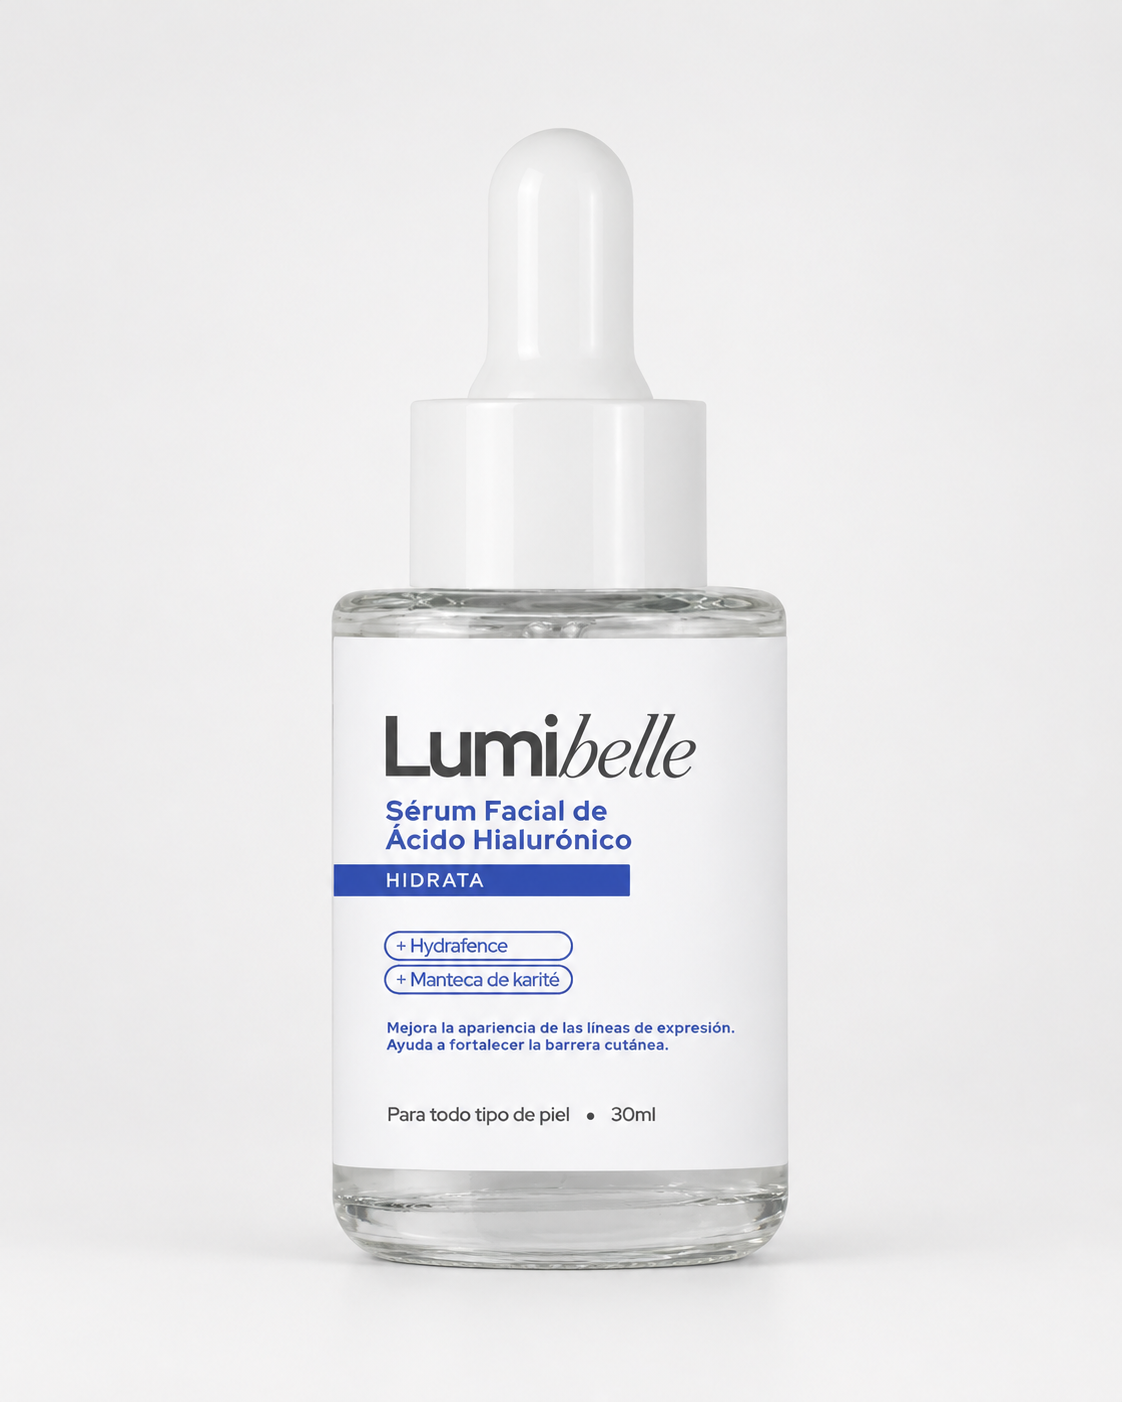 Lumibelle
Sérum Facial de
Ácido Hialurónico
HIDRATA
+ Hydrafence
+ Manteca de karité
Mejora la apariencia de las líneas de expresión.
Ayuda a fortalecer la barrera cutánea.
Para todo tipo de piel • 30ml